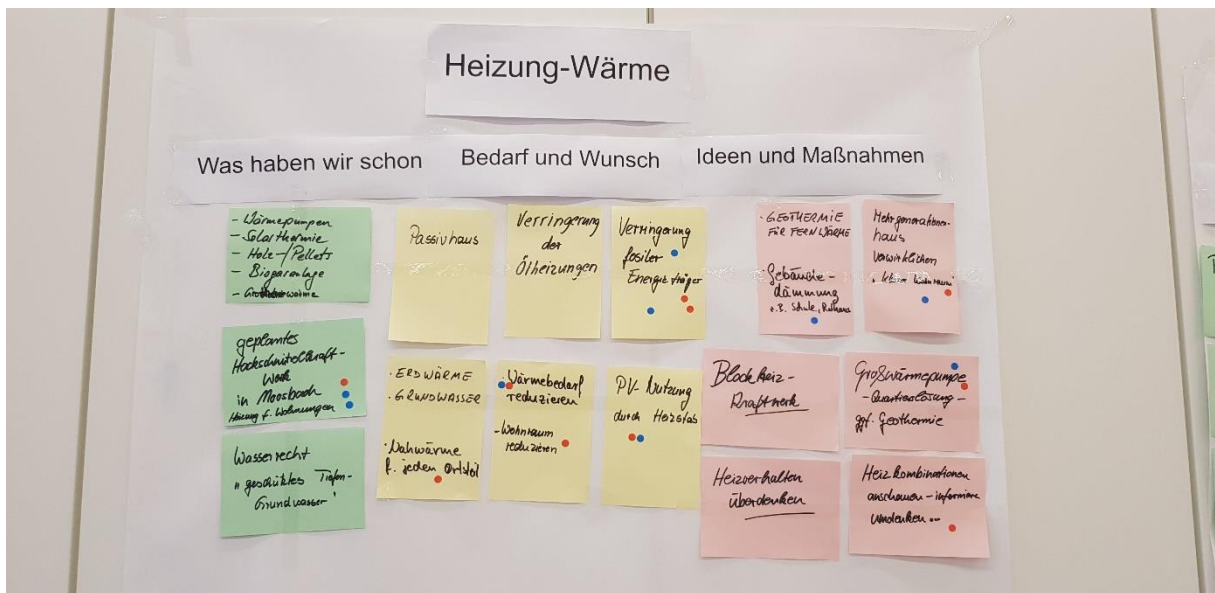 Heizung-Wärme
Was haben wir schon
Bedarf und Wunsch
Ideen und Maßnahmen
- Wärmepumpen
- Solarthermie
- Holz-/Pellets
- Biogasanlage
geplantes
Hackschnitzelkraft-
werk
in Moosbach
Heizung f. Wohnungen
Wasserrecht
"geschütztes Tiefen-
Grundwasser"
Passivhaus
Verringerung
der
Ölheizungen
Verringerung
fosiler
Energieträger
· ERDWÄRME
· GRUNDWASSER
· Nahwärme
f. jeden Ortsteil
- Wärmebedarf
reduzieren
- Wohnraum
reduzieren
PV-Nutzung
durch Heizstab
· GEOTHERMIE
FÜR FERNWÄRME
· Gebäude-
dämmung
z.B. Schule, Rathaus
Mehrgenerationen-
haus
verwirklichen
Blockheiz-
kraftwerk
Großwärmepumpe
- Quartierslösung -
ggf. Geothermie
Heizverhalten
überdenken
Heizkombinationen
anschauen - informieren
umdenken...